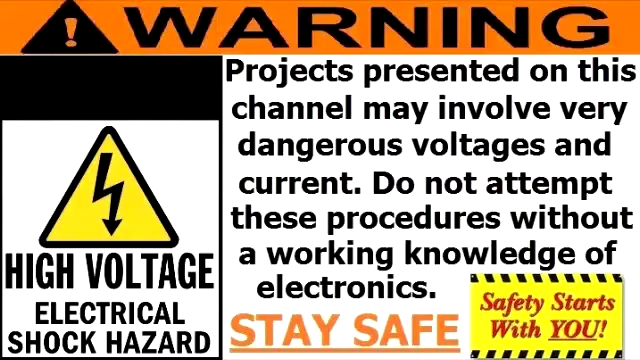 WARNING
Projects presented on this
channel may involve very
dangerous voltages and
current. Do not attempt
these procedures without
a working knowledge of
electronics.
STAY SAFE
HIGH VOLTAGE
ELECTRICAL
SHOCK HAZARD
Safety Starts
With YOU!